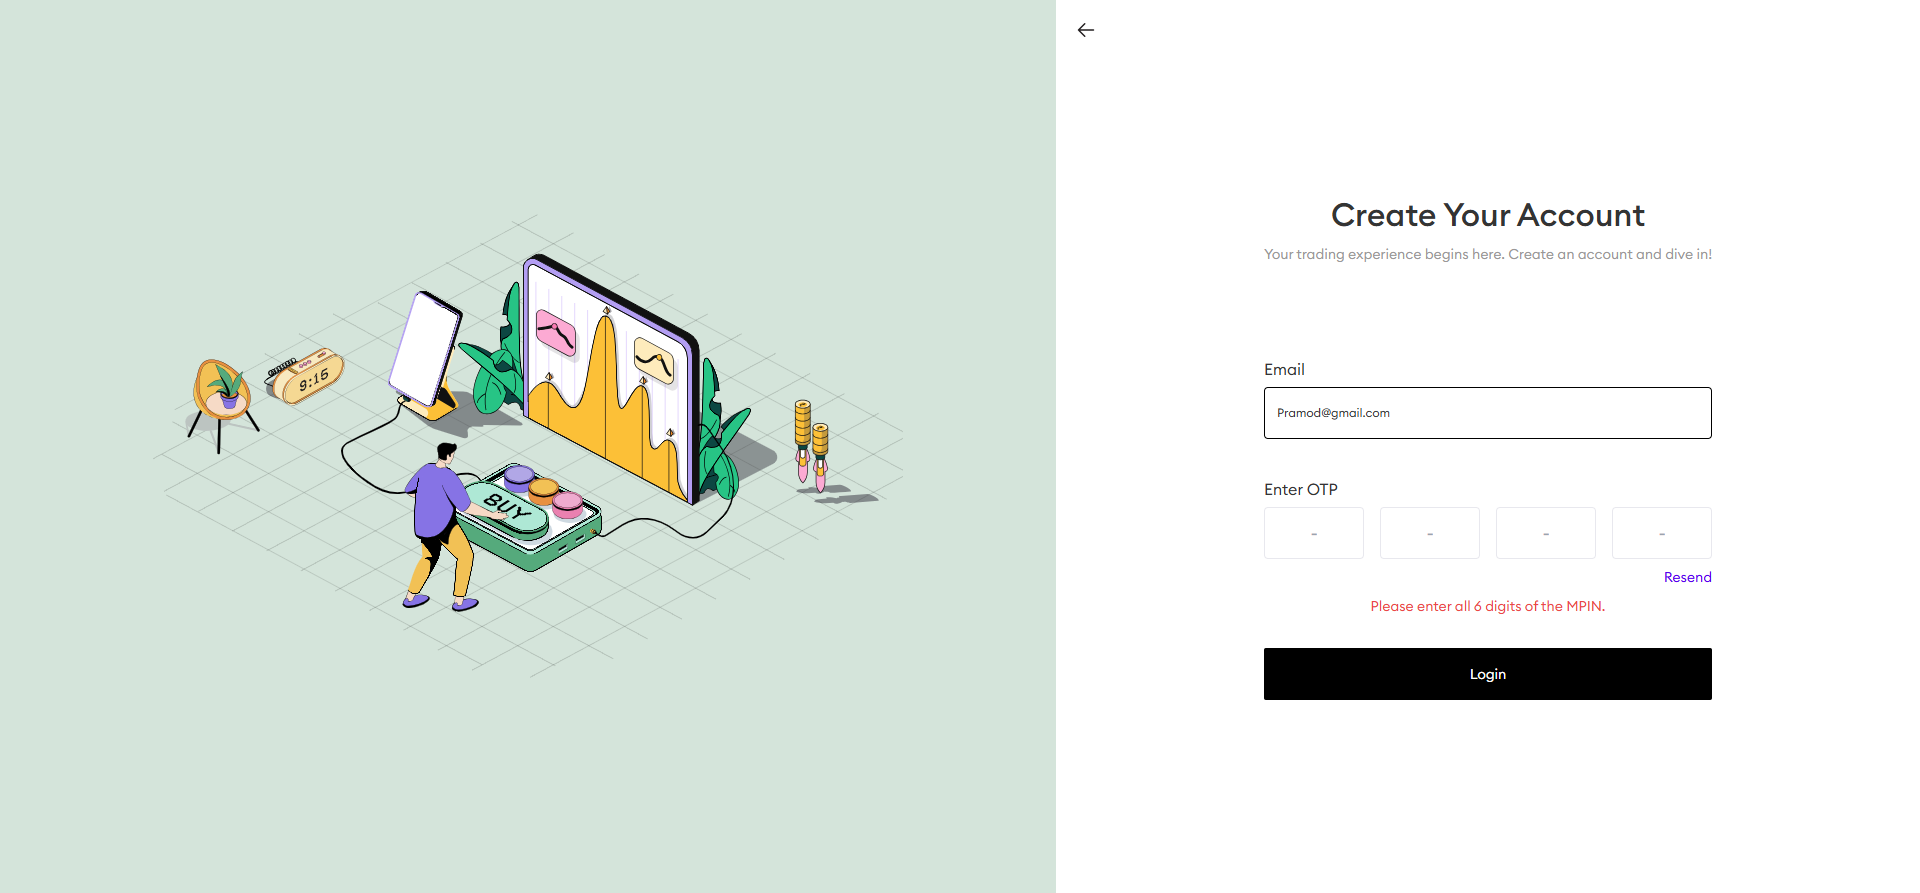 9:15
BUY
Create Your Account
Your trading experience begins here. Create an account and dive in!
Email
Pramod@gmail.com
Enter OTP
- - - -
Resend
Please enter all 6 digits of the MPIN.
Login